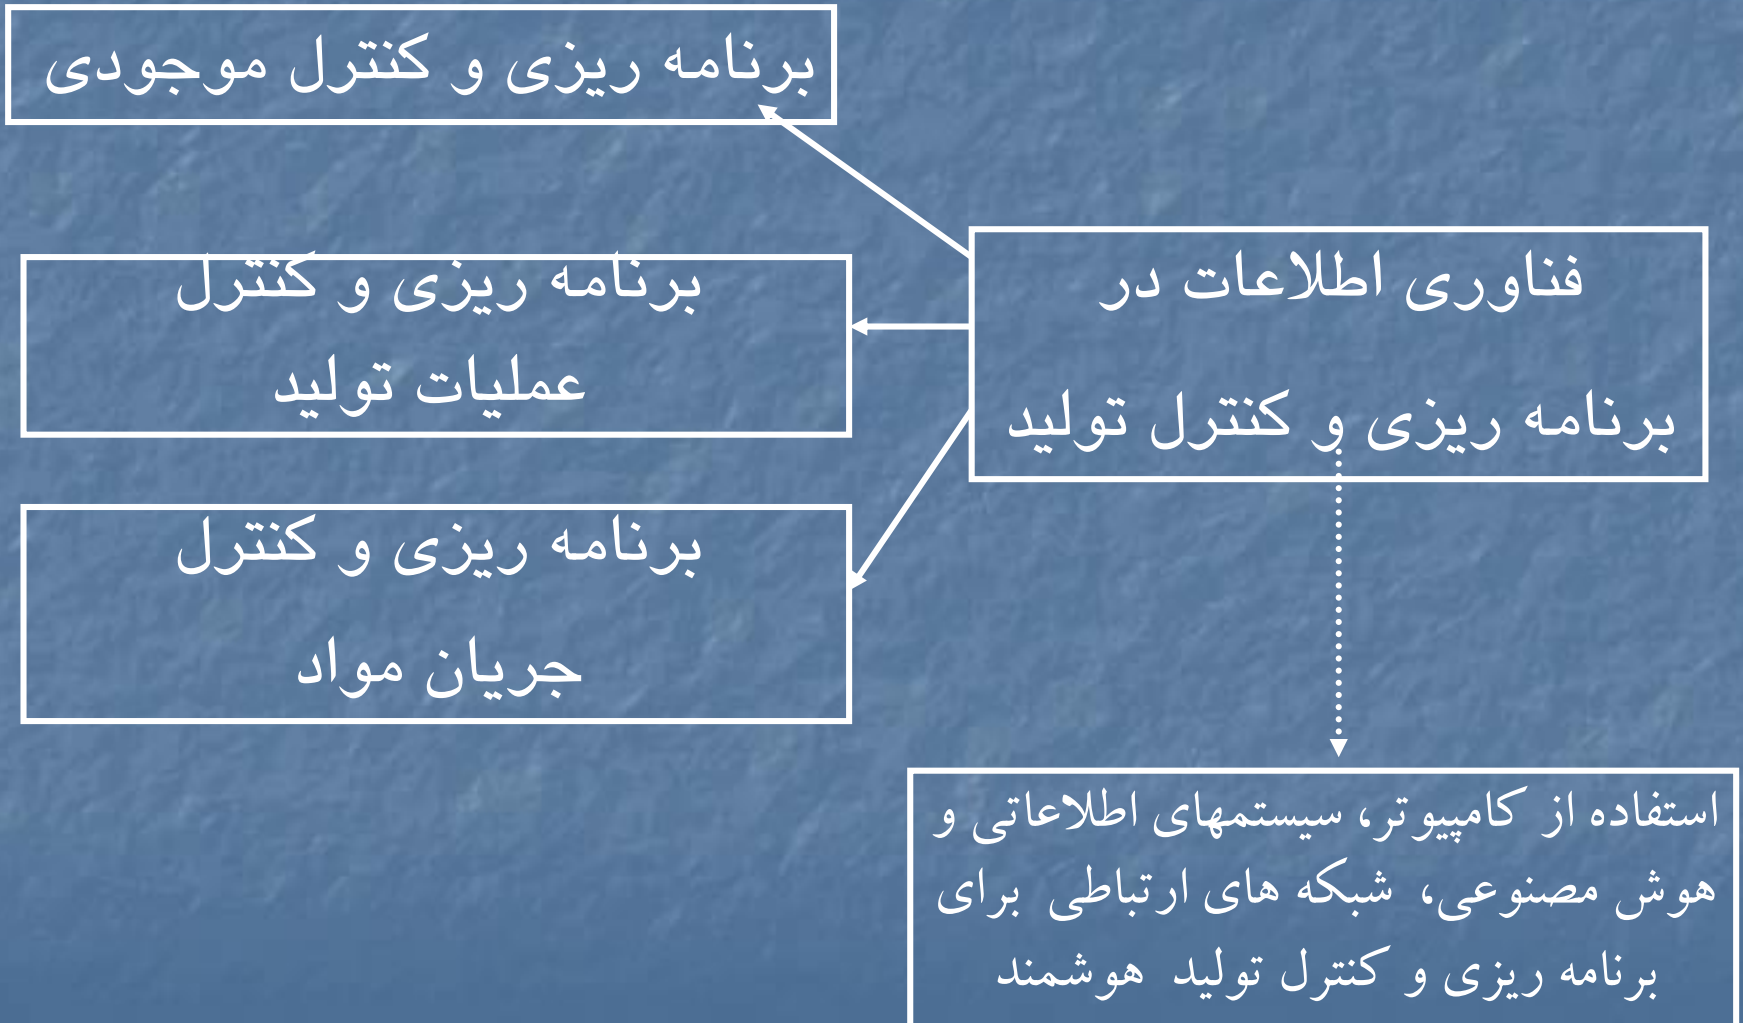 برنامه ریزی و کنترل موجودی
فناوری اطلاعات در
برنامه ریزی و کنترل تولید
برنامه ریزی و کنترل
عملیات تولید
برنامه ریزی و کنترل
جریان مواد
استفاده از کامپیوتر، سیستمهای اطلاعاتی و
هوش مصنوعی، شبکه های ارتباطی برای
برنامه ریزی و کنترل تولید هوشمند